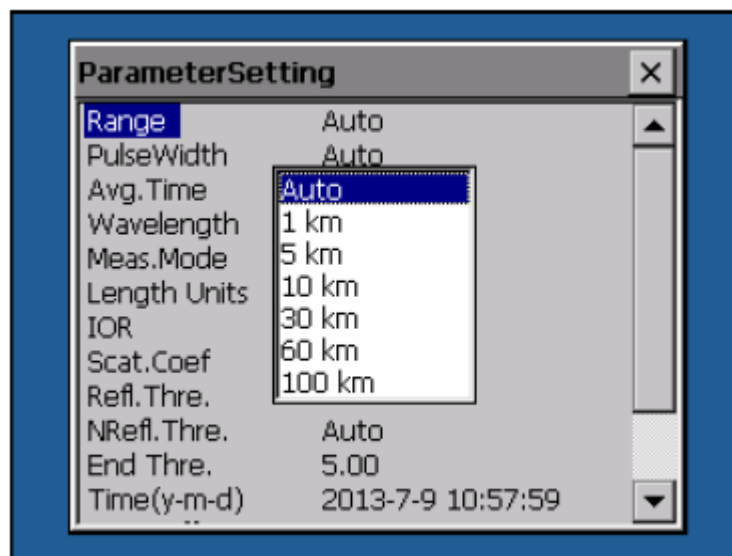 ParameterSetting
Range Auto
PulseWidth Auto
Avg.Time
Wavelength
Meas.Mode
Length Units
IOR
Scat.Coef
Refl.Thre.
NRefl.Thre. Auto
End Thre. 5.00
Time(y-m-d) 2013-7-9 10:57:59
Auto
1 km
5 km
10 km
30 km
60 km
100 km